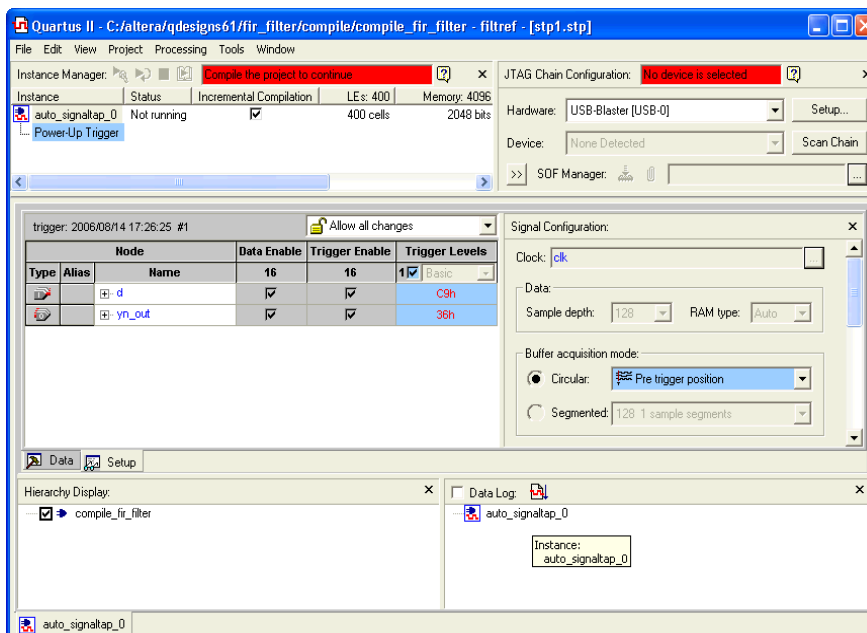 Quartus II - C:/altera/qdesigns61/fir_filter/compile/compile_fir_filter - filtref - [stp1.stp]
File Edit View Project Processing Tools Window
Instance Manager: Compile the project to continue
Instance Status Incremental Compilation LEs: 400 Memory: 4096
auto_signaltap_0 Not running 400 cells 2048 bits
Power-Up Trigger
JTAG Chain Configuration: No device is selected
Hardware: USB-Blaster [USB-0] Setup...
Device: None Detected Scan Chain
>> SOF Manager: ...
trigger: 2006/08/14 17:26:25 #1 Allow all changes
Node Data Enable Trigger Enable Trigger Levels
Type Alias Name 16 16 1 Basic
d C9h
yn_out 36h
Signal Configuration:
Clock: clk ...
Data:
Sample depth: 128 RAM type: Auto
Buffer acquisition mode:
Circular: Pre trigger position
Segmented: 128 1 sample segments
Data Setup
Hierarchy Display:
compile_fir_filter
Data Log:
auto_signaltap_0
Instance:
auto_signaltap_0
auto_signaltap_0